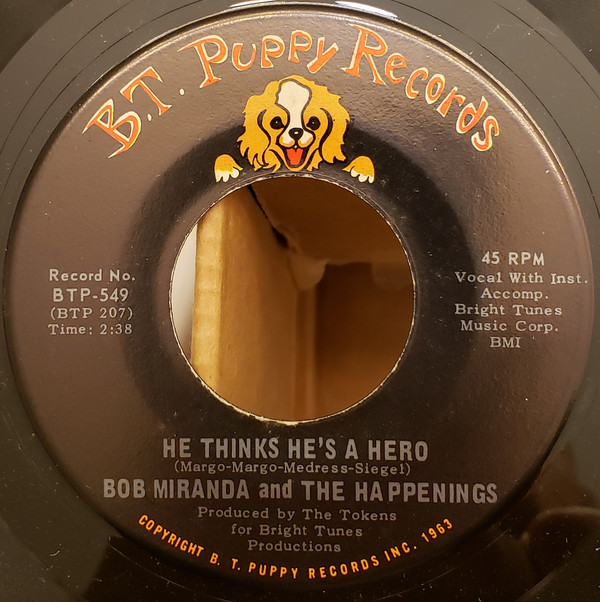 B.T. Puppy Records
Record No.
BTP-549
(BTP 207)
Time: 2:38
45 RPM
Vocal With Inst.
Accomp.
Bright Tunes
Music Corp.
BMI
HE THINKS HE'S A HERO
(Margo-Margo-Medress-Siegel)
BOB MIRANDA and THE HAPPENINGS
Produced by The Tokens
for Bright Tunes
Productions
COPYRIGHT B. T. PUPPY RECORDS INC. 1963